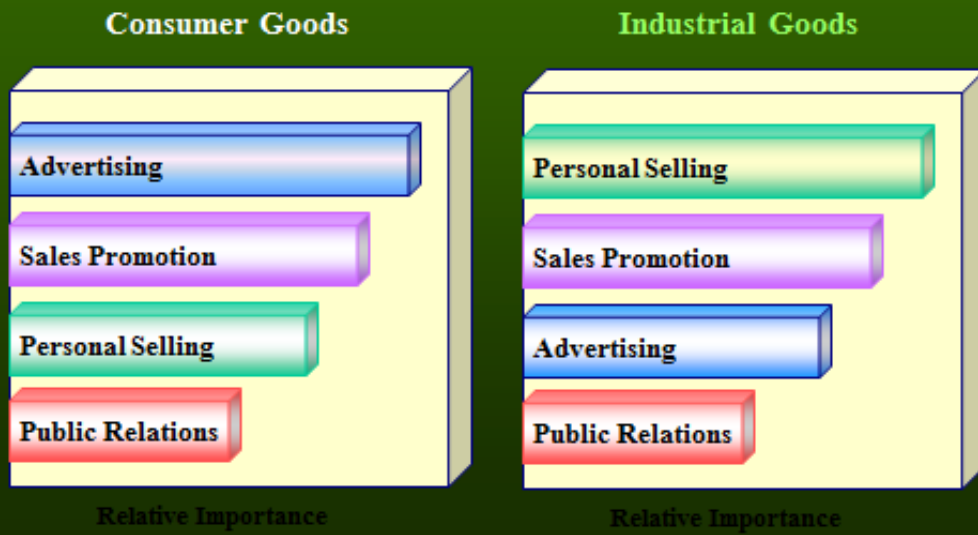 Consumer Goods
Advertising
Sales Promotion
Personal Selling
Public Relations
Relative Importance
Industrial Goods
Personal Selling
Sales Promotion
Advertising
Public Relations
Relative Importance